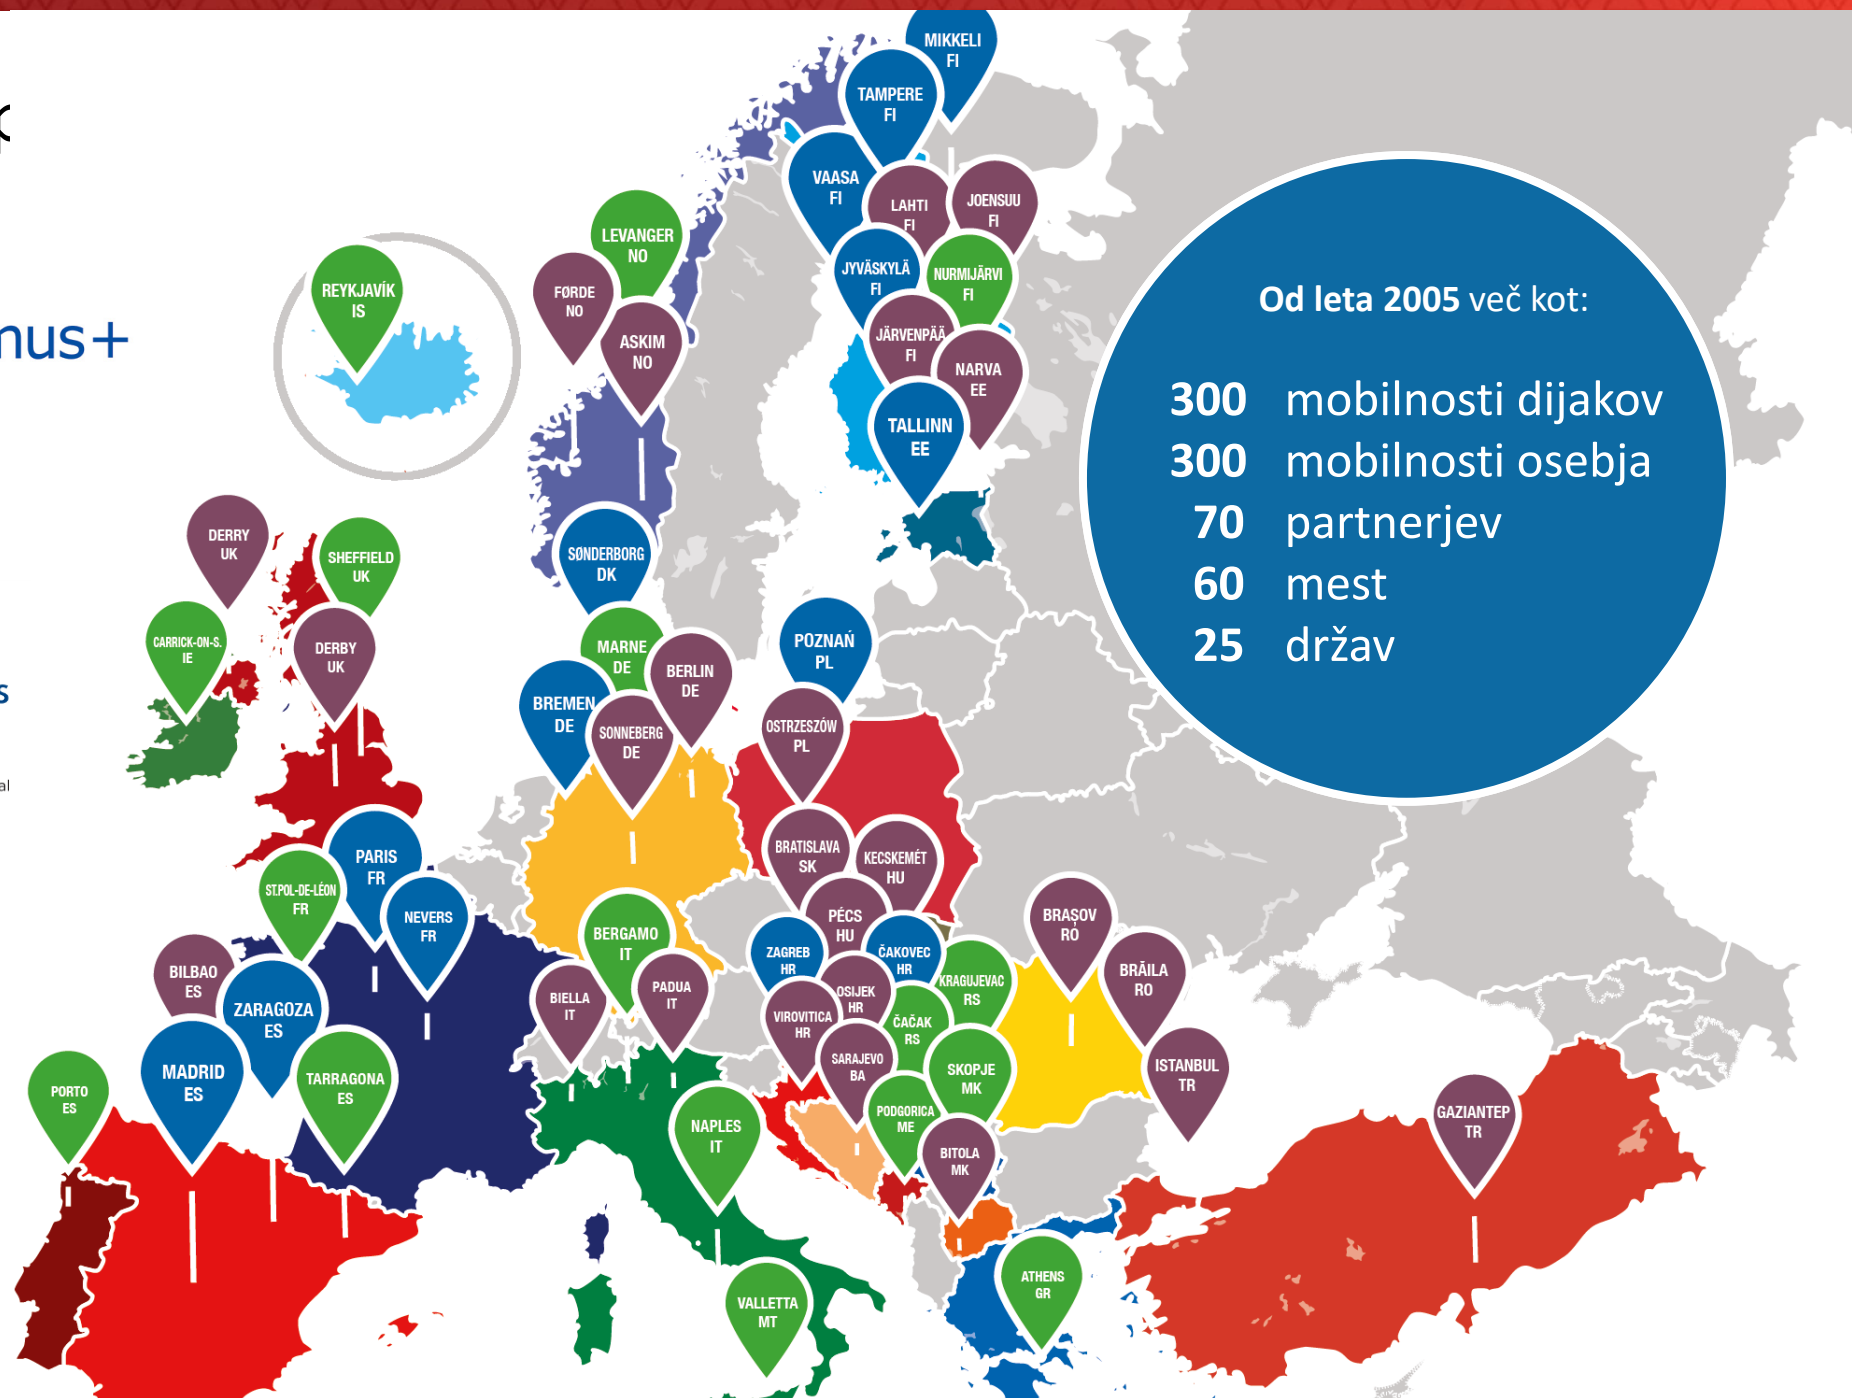 MIKKELI
FI
TAMPERE
FI
VAASA
FI
LAHTI
FI
JOENSUU
FI
LEVANGER
NO
JYVÄSKYLÄ
FI
NURMIJÄRVI
FI
REYKJAVÍK
IS
FØRDE
NO
ASKIM
NO
JÄRVENPÄÄ
FI
NARVA
EE
TALLINN
EE
Od leta 2005 več kot:
300 mobilnosti dijakov
300 mobilnosti osebja
70 partnerjev
60 mest
25 držav
nus+
DERRY
UK
SHEFFIELD
UK
SØNDERBORG
DK
CARRICK-ON-S.
IE
DERBY
UK
MARNE
DE
BERLIN
DE
POZNAŃ
PL
s
BREMEN
DE
SONNEBERG
DE
OSTRZESZÓW
PL
al
PARIS
FR
BRATISLAVA
SK
KECSKEMÉT
HU
ST.POL-DE-LÉON
FR
NEVERS
FR
PÉCS
HU
BRAȘOV
RO
BERGAMO
IT
ZAGREB
HR
ČAKOVEC
HR
BILBAO
ES
BIELLA
IT
PADUA
IT
OSIJEK
HR
KRAGUJEVAC
RS
BRĂILA
RO
ZARAGOZA
ES
VIROVITICA
HR
ČAČAK
RS
MADRID
ES
TARRAGONA
ES
SARAJEVO
BA
SKOPJE
MK
ISTANBUL
TR
PORTO
ES
NAPLES
IT
PODGORICA
ME
BITOLA
MK
GAZIANTEP
TR
VALLETTA
MT
ATHENS
GR